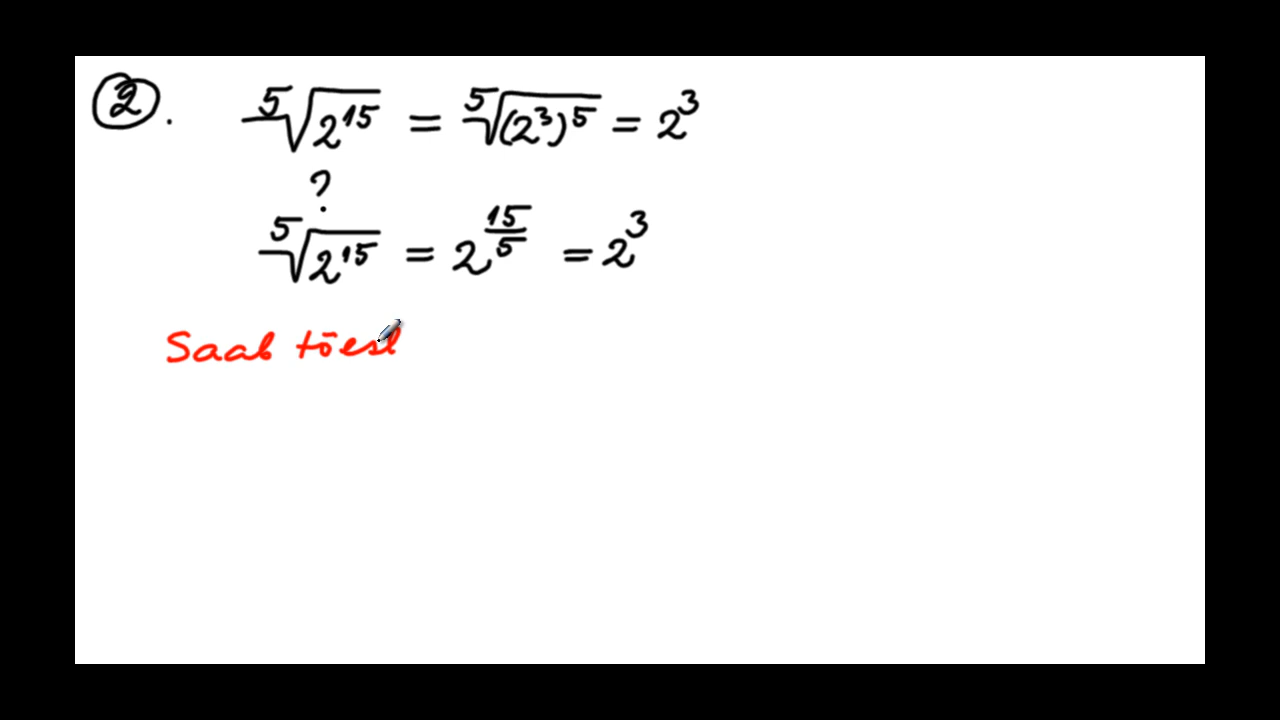 2. ⁵√2¹⁵ = ⁵√(2³)⁵ = 2³
?
⁵√2¹⁵ = 2^(15/5) = 2³
Saab tõest